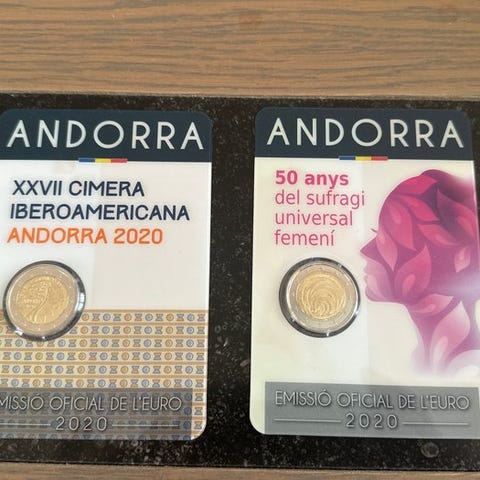 ANDORRA
XXVII CIMERA
IBEROAMERICANA
ANDORRA 2020
EMISSIÓ OFICIAL DE L'EURO
2020
ANDORRA
50 anys
del sufragi
universal
femení
EMISSIÓ OFICIAL DE L'EURO
2020